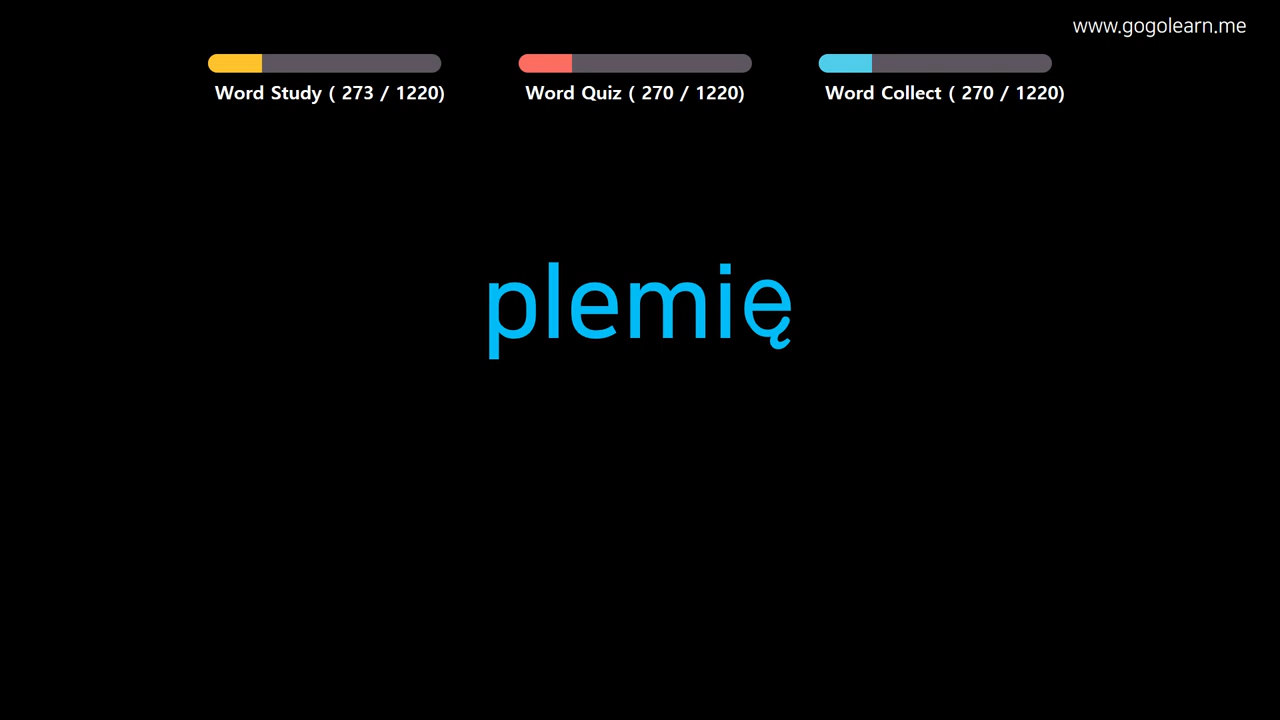 www.gogolearn.me
Word Study ( 273 / 1220)
Word Quiz ( 270 / 1220)
Word Collect ( 270 / 1220)
plemię